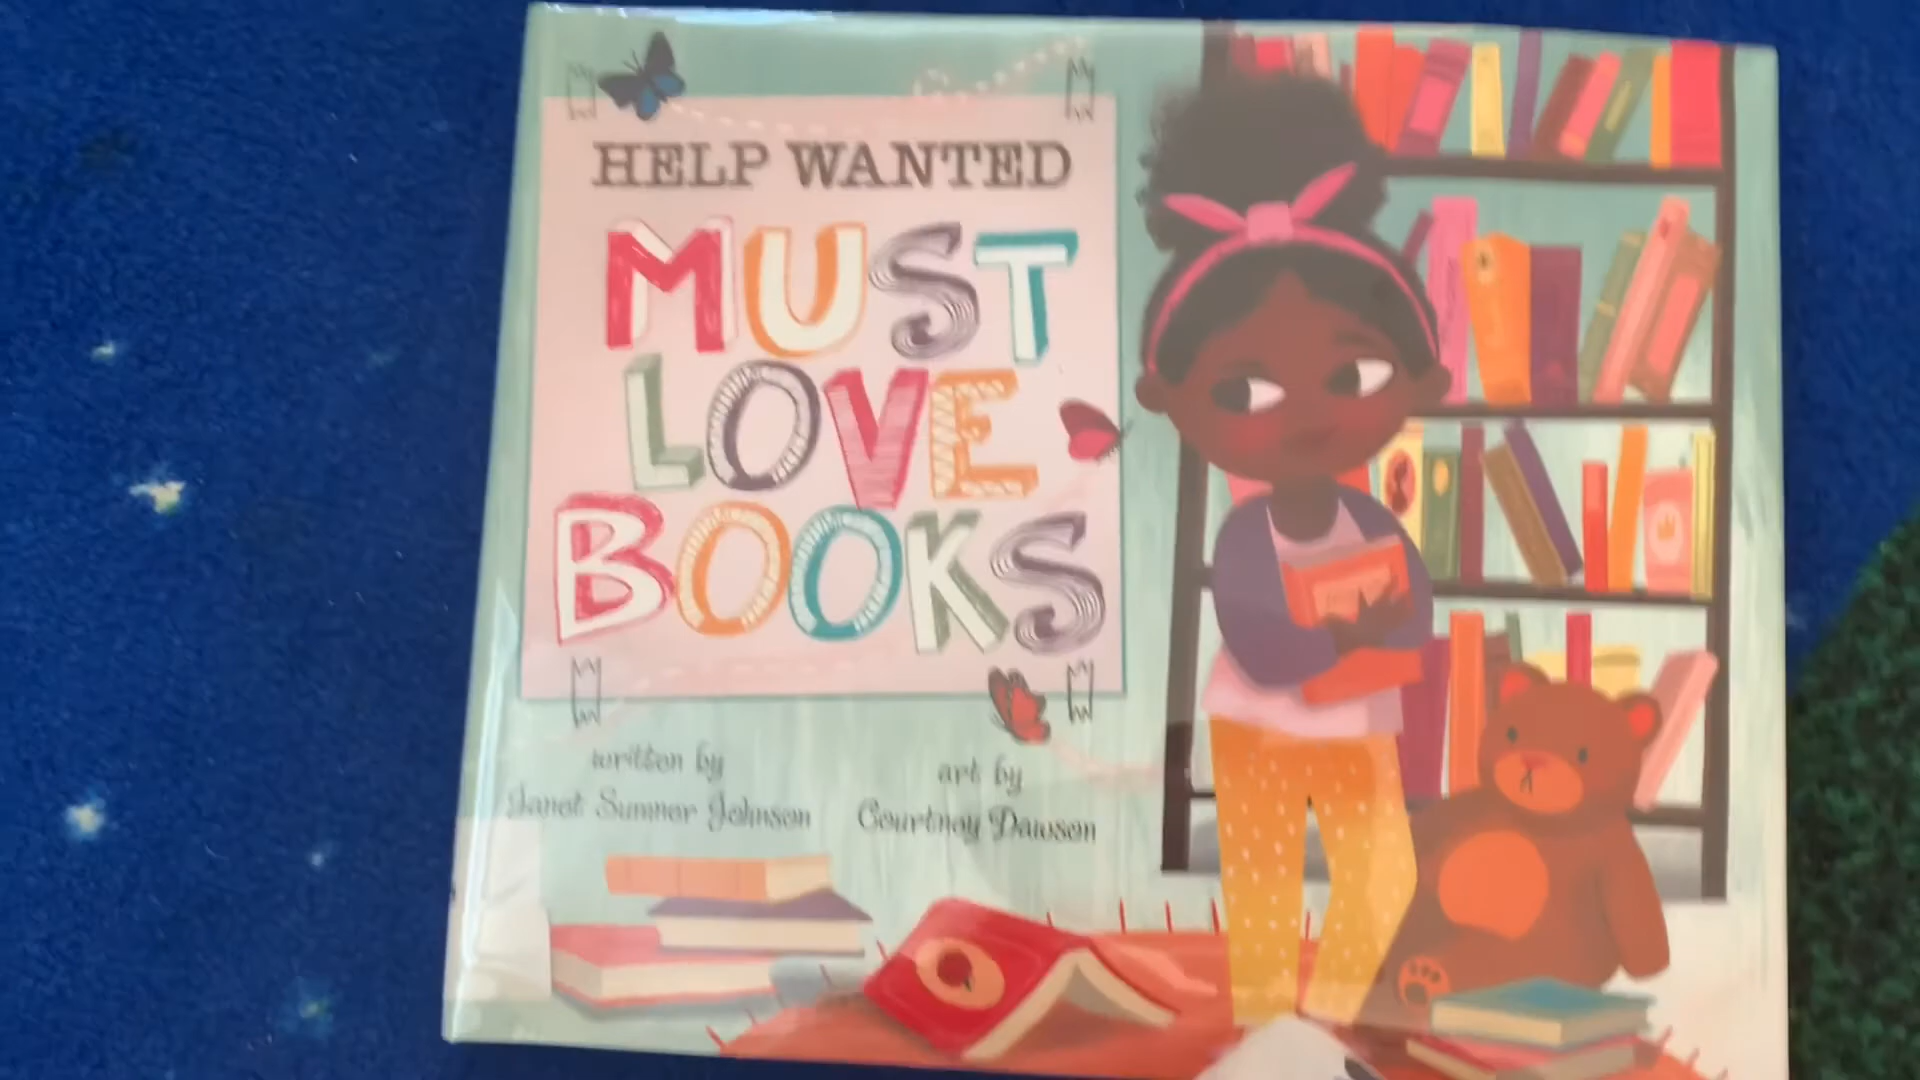 HELP WANTED
MUST
LOVE
BOOKS
written by
Janet Sumner Johnson
art by
Courtney Dawson